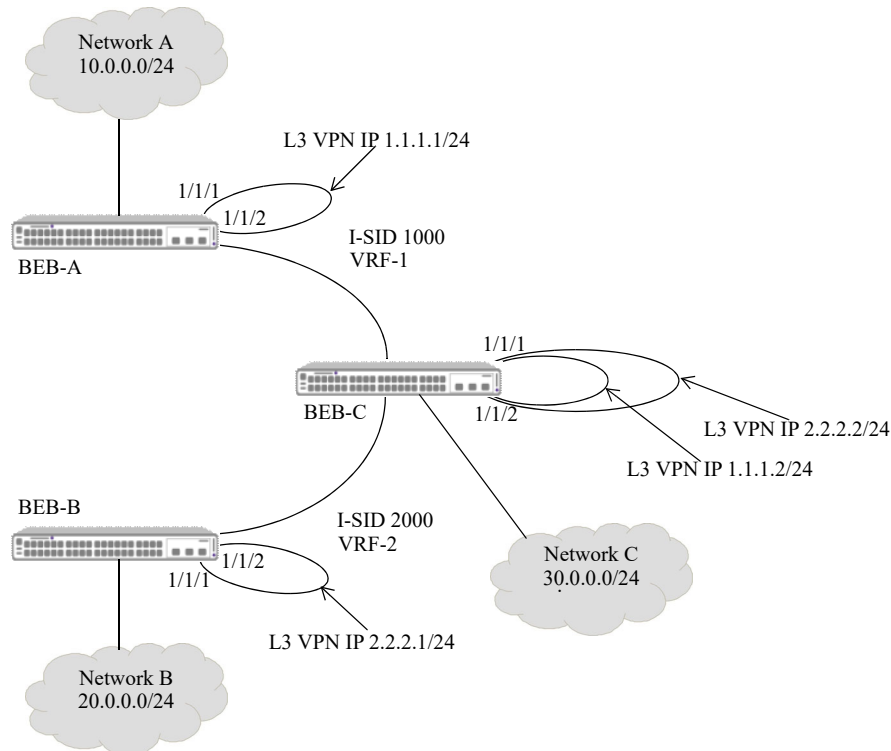 Network A
10.0.0.0/24
L3 VPN IP 1.1.1.1/24
1/1/1
1/1/2
I-SID 1000
VRF-1
BEB-A
1/1/1
BEB-C
1/1/2
L3 VPN IP 2.2.2.2/24
L3 VPN IP 1.1.1.2/24
BEB-B
I-SID 2000
VRF-2
1/1/2
1/1/1
Network C
30.0.0.0/24
L3 VPN IP 2.2.2.1/24
Network B
20.0.0.0/24